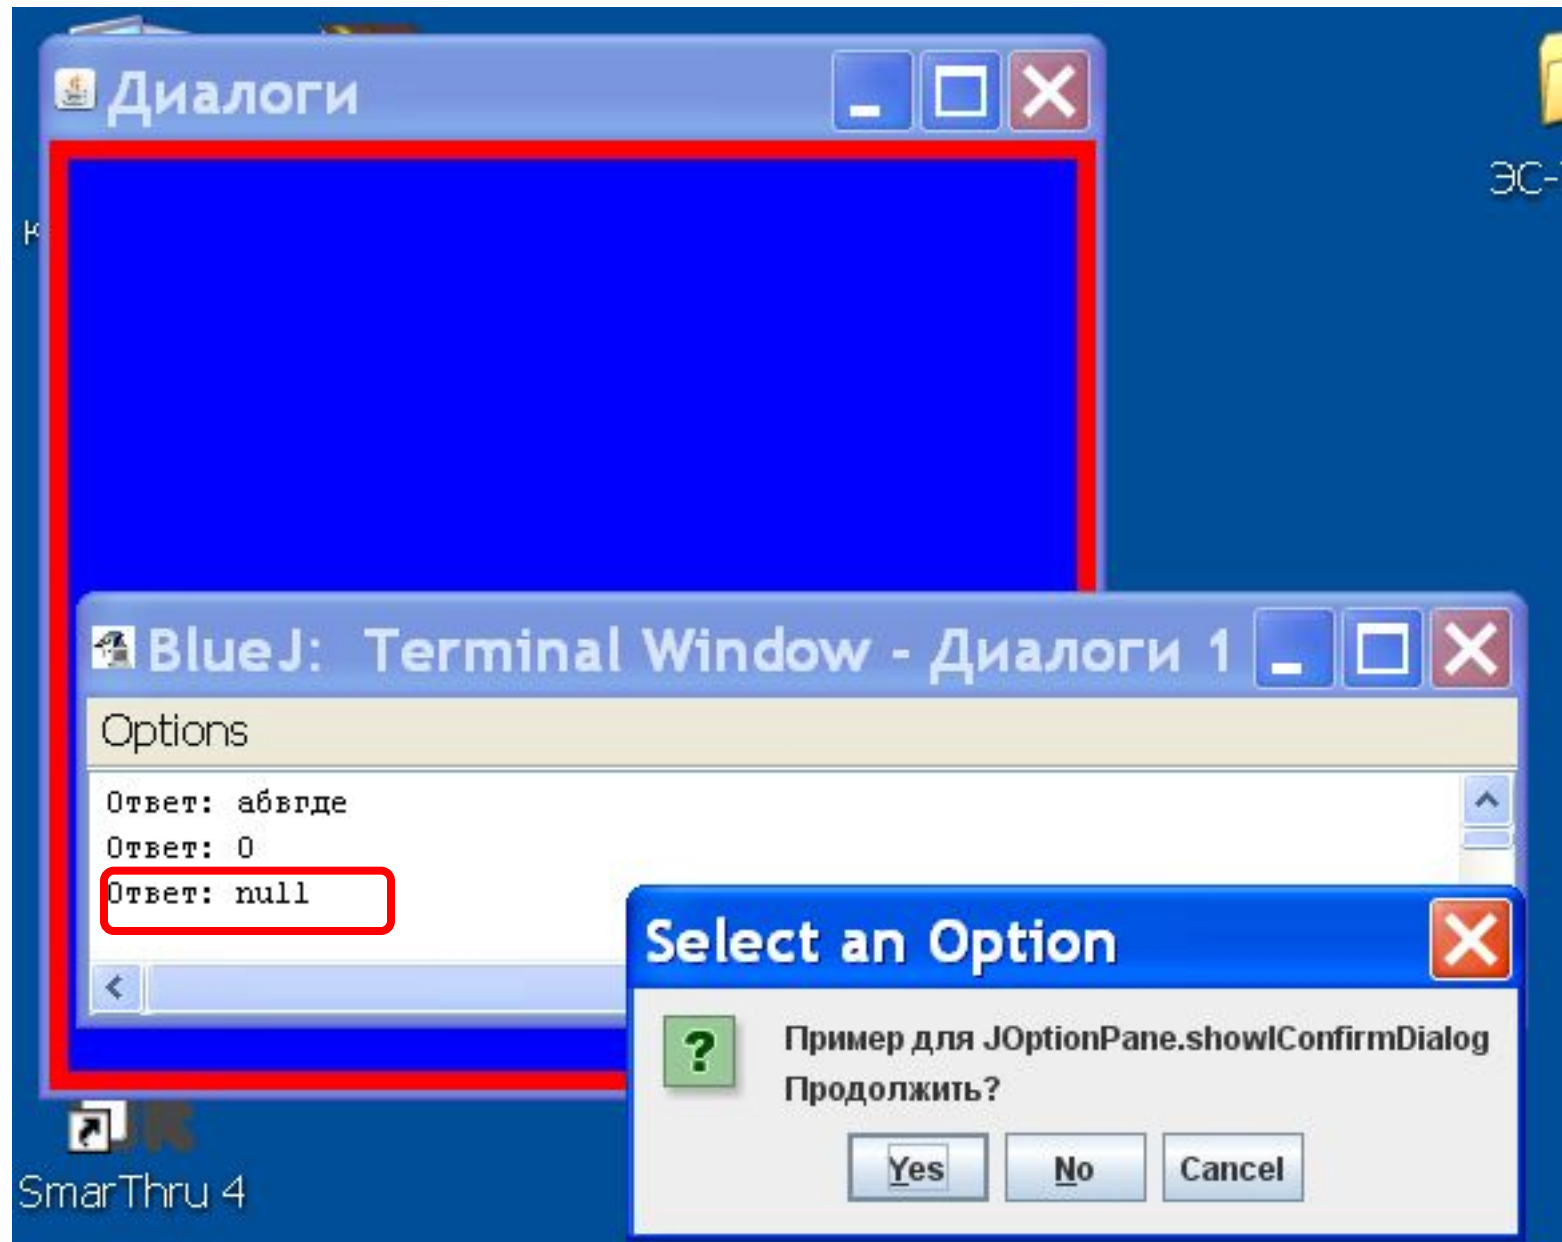 Диалоги
ЭС-
к
BlueJ: Terminal Window - Диалоги 1
Options
Ответ: абвгде
Ответ: 0
Ответ: null
Select an Option
Пример для JOptionPane.showIConfirmDialog
Продолжить?
Yes No Cancel
SmarThru 4